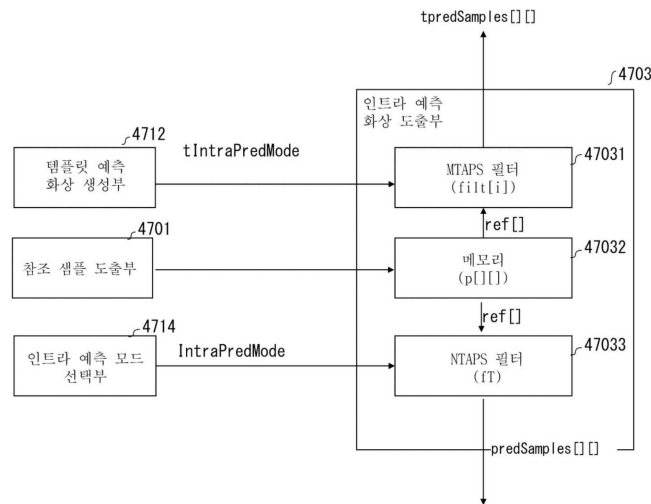 tpredSamples[][]
4703
인트라 예측
화상 도출부
4712
템플릿 예측
화상 생성부
tIntraPredMode
47031
MTAPS 필터
(filt[i])
ref[]
4701
참조 샘플 도출부
47032
메모리
(p[][])
ref[]
4714
인트라 예측 모드
선택부
IntraPredMode
47033
NTAPS 필터
(fT)
predSamples[][]